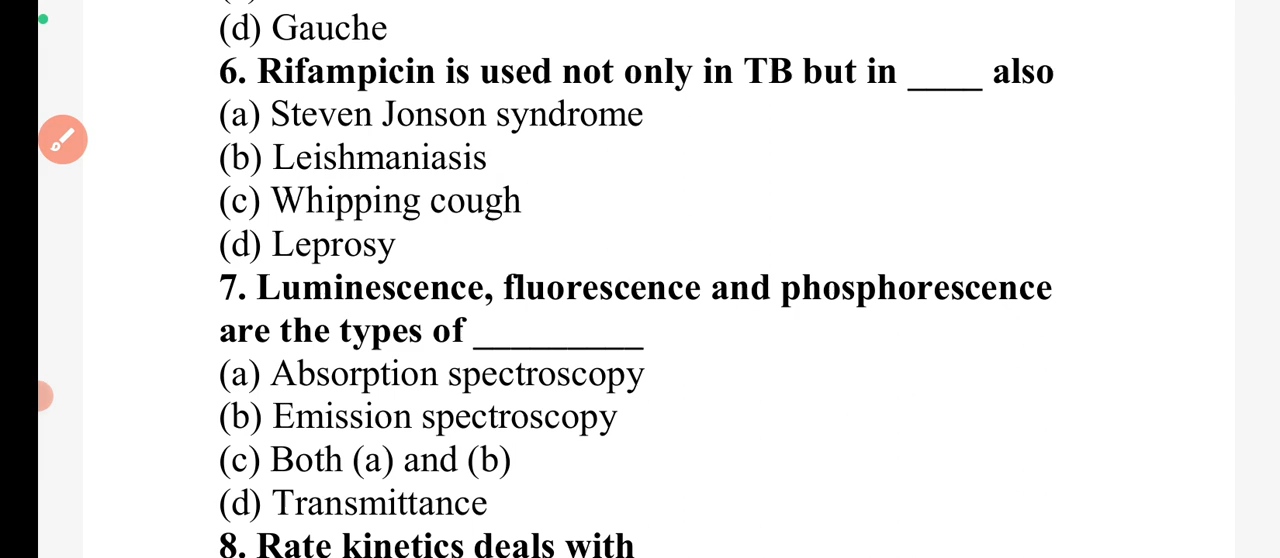 (d) Gauche
6. Rifampicin is used not only in TB but in ____ also
(a) Steven Jonson syndrome
(b) Leishmaniasis
(c) Whipping cough
(d) Leprosy
7. Luminescence, fluorescence and phosphorescence
are the types of _________
(a) Absorption spectroscopy
(b) Emission spectroscopy
(c) Both (a) and (b)
(d) Transmittance
8. Rate kinetics deals with